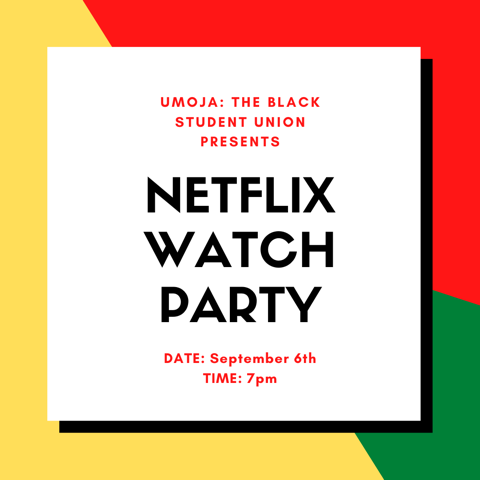 UMOJA: THE BLACK
STUDENT UNION
PRESENTS
NETFLIX
WATCH
PARTY
DATE: September 6th
TIME: 7pm